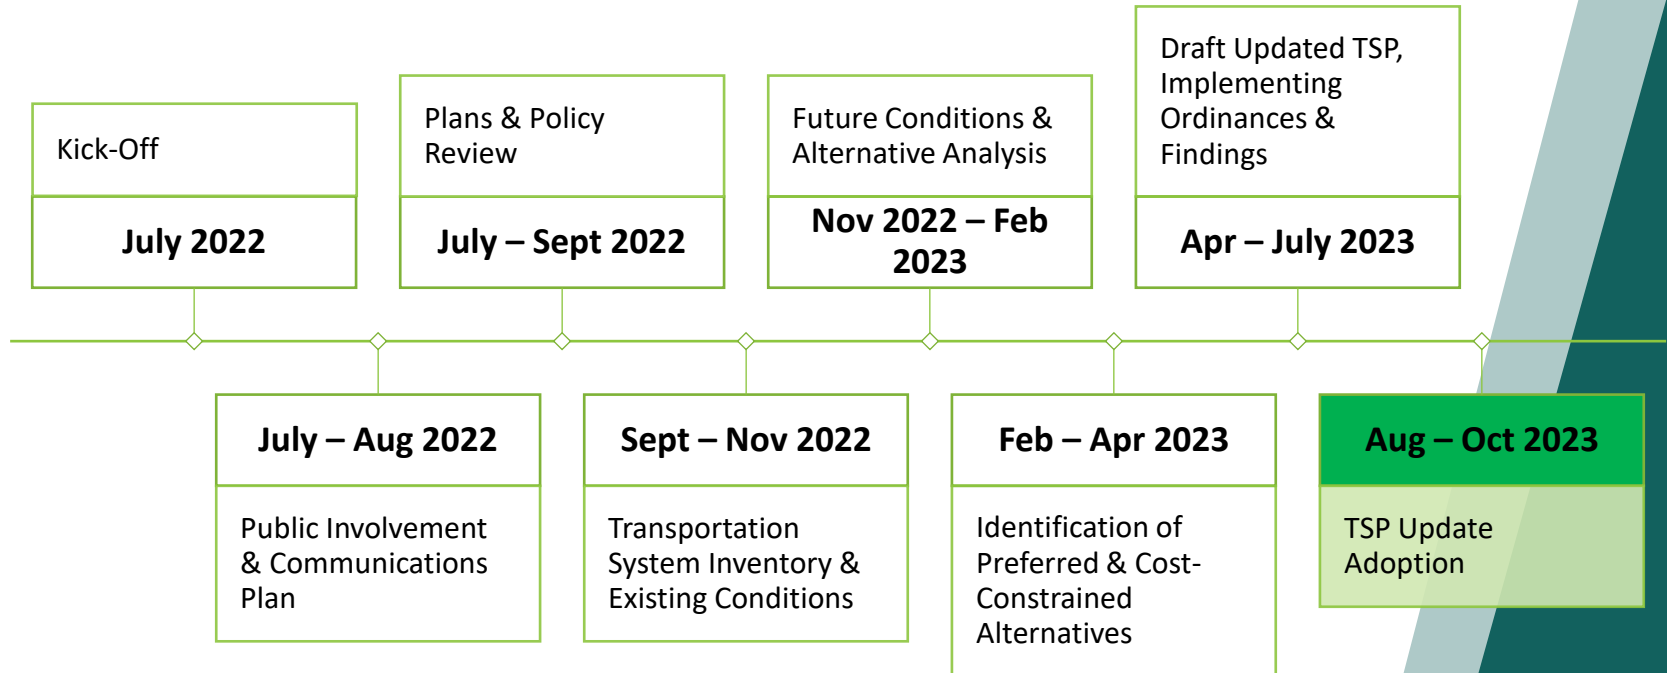 Kick-Off
July 2022
Public Involvement
& Communications
Plan
July – Aug 2022
Plans & Policy
Review
July – Sept 2022
Sept – Nov 2022
Transportation
System Inventory &
Existing Conditions
Future Conditions &
Alternative Analysis
Nov 2022 – Feb
2023
Feb – Apr 2023
Identification of
Preferred & Cost-
Constrained
Alternatives
Draft Updated TSP,
Implementing
Ordinances &
Findings
Apr – July 2023
Aug – Oct 2023
TSP Update
Adoption